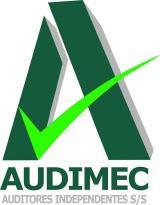 AUDIMEC
AUDITORES INDEPENDENTES S/S